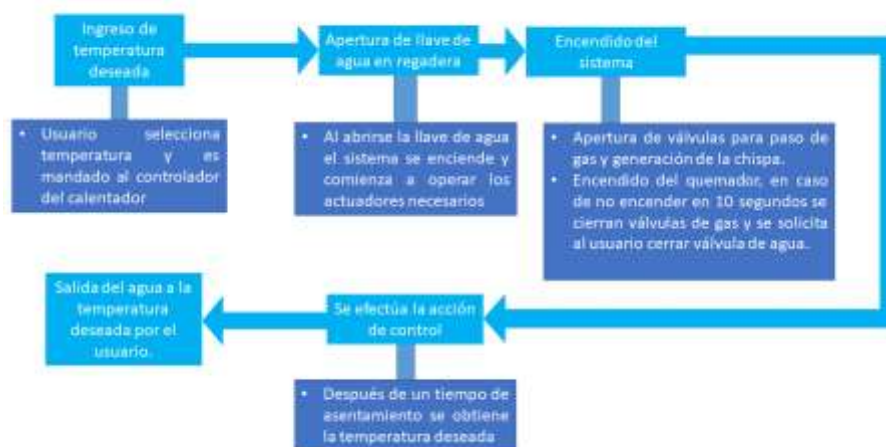 Ingreso de
temperatura
deseada
Apertura de llave de
agua en regadera
Encendido del
sistema
• Usuario selecciona
temperatura y es
mandado al controlador
del calentador
• Al abrirse la llave de agua
el sistema se enciende y
comienza a operar los
actuadores necesarios
• Apertura de válvulas para paso de
gas y generación de la chispa.
• Encendido del quemador, en caso
de no encender en 10 segundos se
cierran válvulas de gas y se solicita
al usuario cerrar válvula de agua.
Salida del agua a la
temperatura
deseada por el
usuario.
Se efectúa la acción
de control
• Después de un tiempo de
asentamiento se obtiene
la temperatura deseada